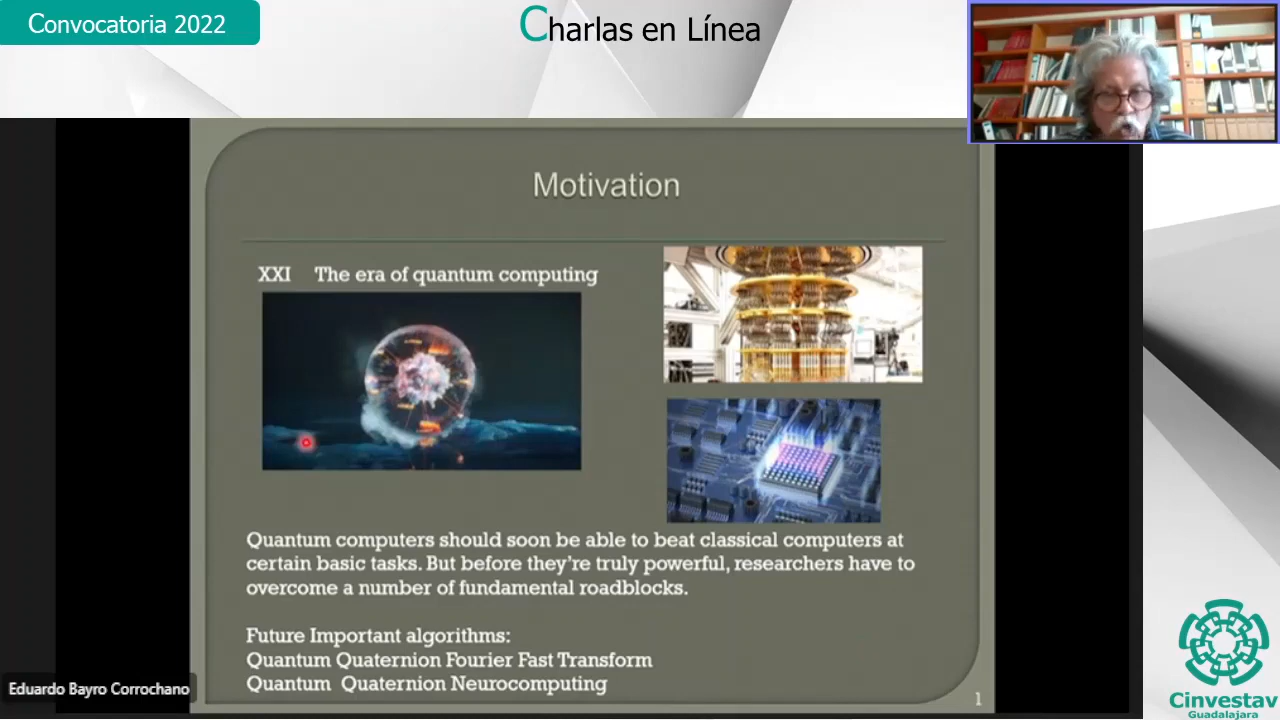 Convocatoria 2022
Charlas en Línea
Motivation
XXI The era of quantum computing
Quantum computers should soon be able to beat classical computers at
certain basic tasks. But before they're truly powerful, researchers have to
overcome a number of fundamental roadblocks.
Future Important algorithms:
Quantum Quaternion Fourier Fast Transform
Quantum Quaternion Neurocomputing
1
Eduardo Bayro Corrochano
Cinvestav
Guadalajara